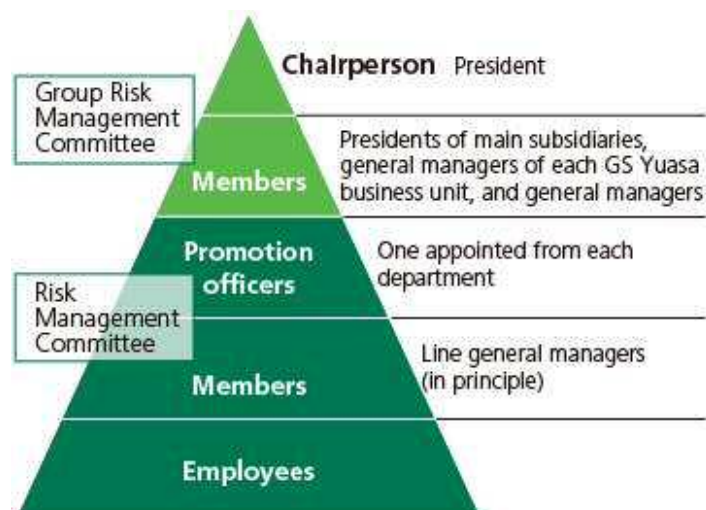 Chairperson President
Group Risk
Management
Committee
Members
Presidents of main subsidiaries,
general managers of each GS Yuasa
business unit, and general managers
Promotion
officers
One appointed from each
department
Risk
Management
Committee
Members
Line general managers
(in principle)
Employees